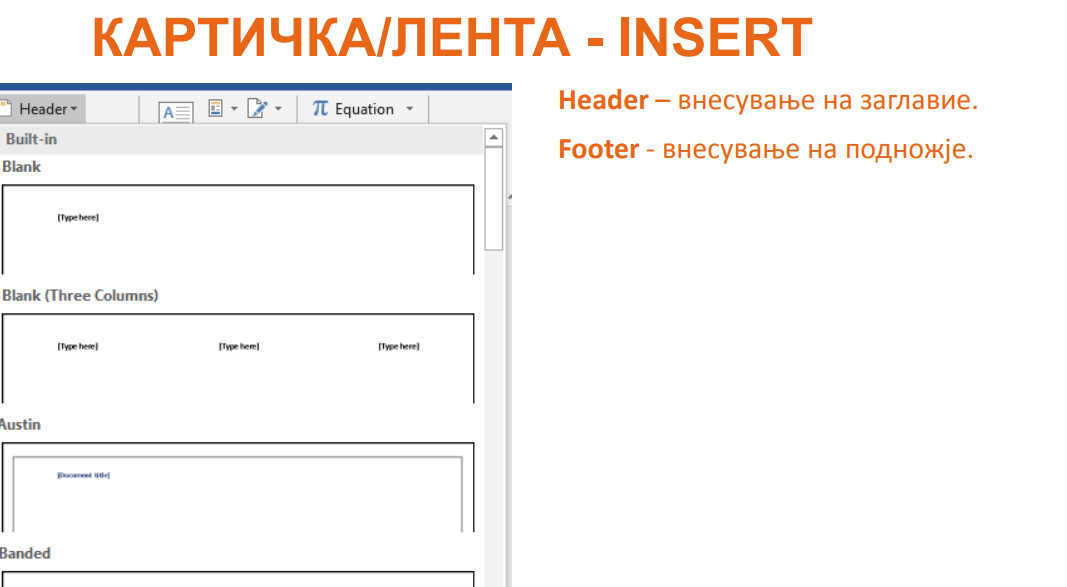 КАРТИЧКА/ЛЕНТА - INSERT
Header
Equation
Built-in
Blank
[Type here]
Blank (Three Columns)
[Type here] [Type here] [Type here]
Austin
[Document title]
Banded
Header – внесување на заглавие.
Footer - внесување на подножје.